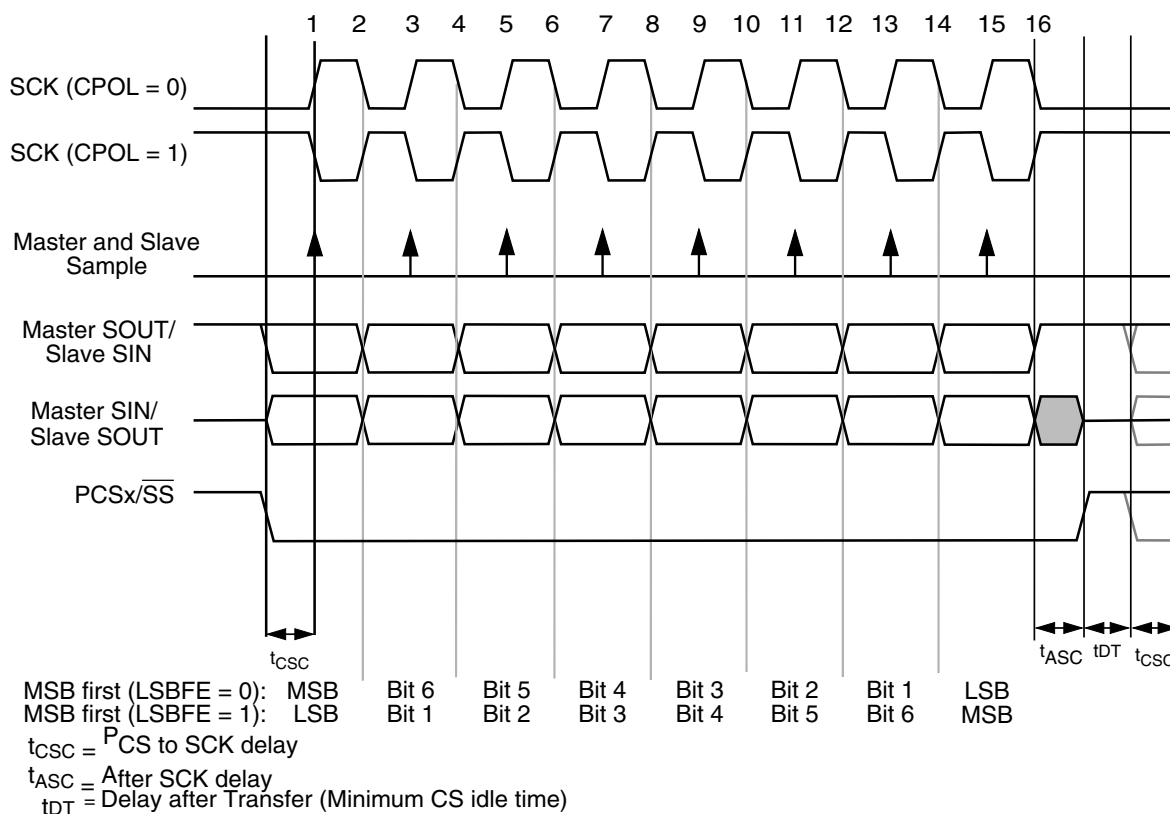 1 2 3 4 5 6 7 8 9 10 11 12 13 14 15 16
SCK (CPOL = 0)
SCK (CPOL = 1)
Master and Slave
Sample
Master SOUT/
Slave SIN
Master SIN/
Slave SOUT
PCSx/SS
tCSC
tASC
tDT
tCSC
MSB first (LSBFE = 0): MSB Bit 6 Bit 5 Bit 4 Bit 3 Bit 2 Bit 1 LSB
MSB first (LSBFE = 1): LSB Bit 1 Bit 2 Bit 3 Bit 4 Bit 5 Bit 6 MSB
tCSC = PCS to SCK delay
tASC = After SCK delay
tDT = Delay after Transfer (Minimum CS idle time)